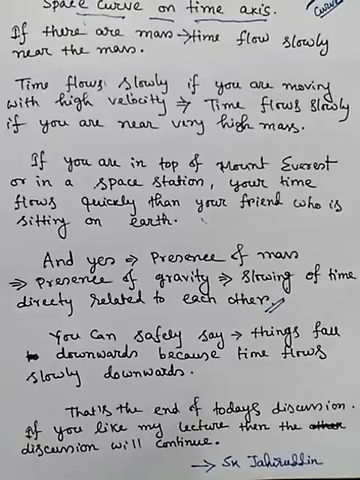 Space curve on time axis.
Curve
If there are mass → time flow slowly
near the mass.
Time flows slowly if you are moving
with high velocity ⇒ Time flows slowly
if you are near very high mass.
If you are in top of Mount Everest
or in a space station, your time
flows quickly than your friend who is
sitting on earth.
And yes ⇒ Presence of mass
⇒ presence of gravity ⇒ slowing of time
directy related to each other.
You Can safely say → things fall
downwards because time flows
slowly downwards.
That's the end of todays discussion.
If you like my lecture then the
discussion will continue.
→ Sk Jahiruddin